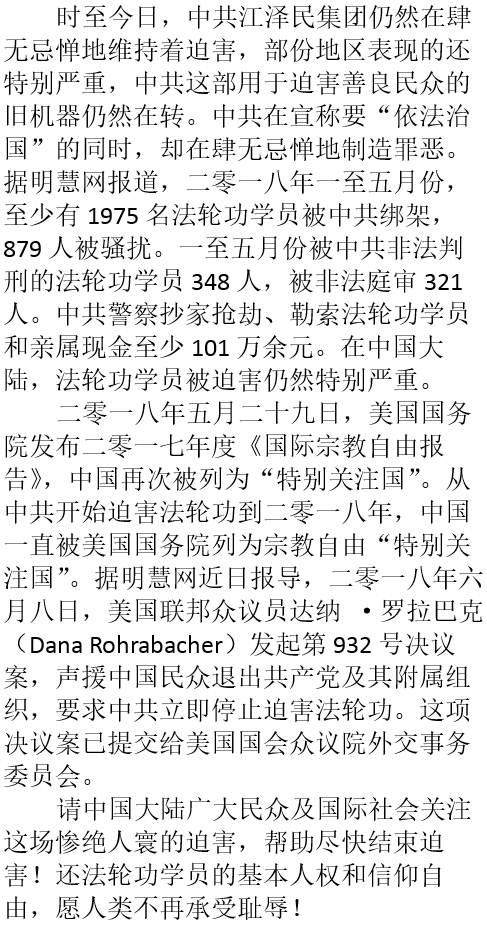 时至今日，中共江泽民集团仍然在肆
无忌惮地维持着迫害，部份地区表现的还
特别严重，中共这部用于迫害善良民众的
旧机器仍然在转。中共在宣称要“依法治
国”的同时，却在肆无忌惮地制造罪恶。
据明慧网报道，二零一八年一至五月份，
至少有 1975 名法轮功学员被中共绑架，
879 人被骚扰。一至五月份被中共非法判
刑的法轮功学员 348 人，被非法庭审 321
人。中共警察抄家抢劫、勒索法轮功学员
和亲属现金至少 101 万余元。在中国大
陆，法轮功学员被迫害仍然特别严重。
二零一八年五月二十九日，美国国务
院发布二零一七年度《国际宗教自由报
告》，中国再次被列为“特别关注国”。从
中共开始迫害法轮功到二零一八年，中国
一直被美国国务院列为宗教自由“特别关
注国”。据明慧网近日报导，二零一八年六
月八日，美国联邦众议员达纳 •罗拉巴克
（Dana Rohrabacher）发起第 932 号决议
案，声援中国民众退出共产党及其附属组
织，要求中共立即停止迫害法轮功。这项
决议案已提交给美国国会众议院外交事务
委员会。
请中国大陆广大民众及国际社会关注
这场惨绝人寰的迫害，帮助尽快结束迫
害！还法轮功学员的基本人权和信仰自
由，愿人类不再承受耻辱！